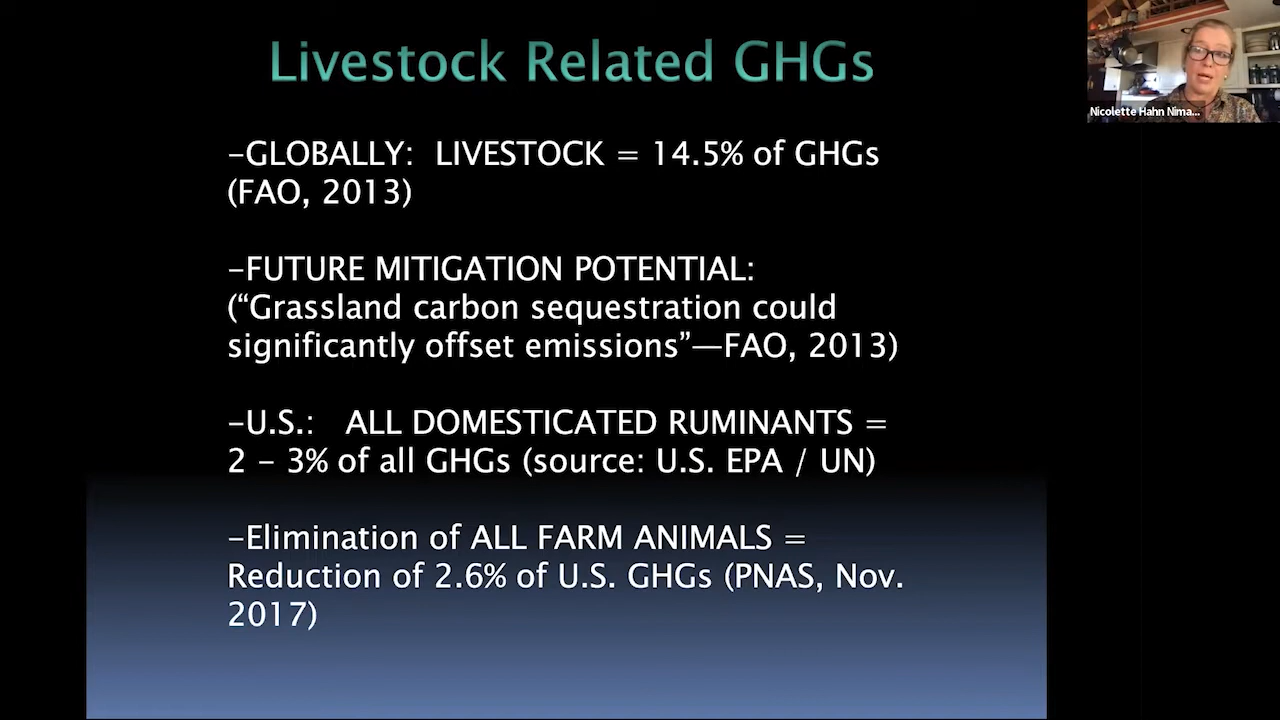 Livestock Related GHGs
Nicolette Hahn Nima...
–GLOBALLY: LIVESTOCK = 14.5% of GHGs
(FAO, 2013)
–FUTURE MITIGATION POTENTIAL:
(“Grassland carbon sequestration could
significantly offset emissions”—FAO, 2013)
–U.S.: ALL DOMESTICATED RUMINANTS =
2 – 3% of all GHGs (source: U.S. EPA / UN)
–Elimination of ALL FARM ANIMALS =
Reduction of 2.6% of U.S. GHGs (PNAS, Nov.
2017)